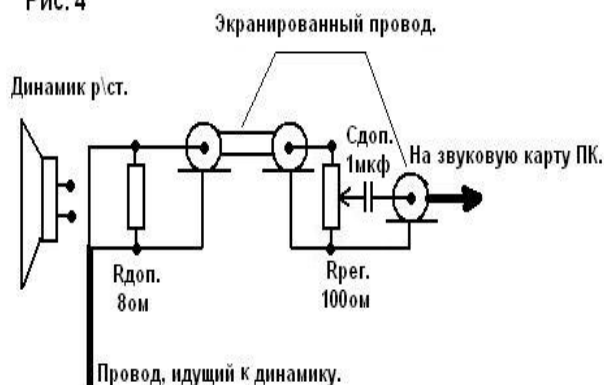 Рис. 4
Экранированный провод.
Динамик р\ст.
Сдоп.
1мкф
На звуковую карту ПК.
Rдоп.
8ом
Rрег.
100ом
Провод, идущий к динамику.